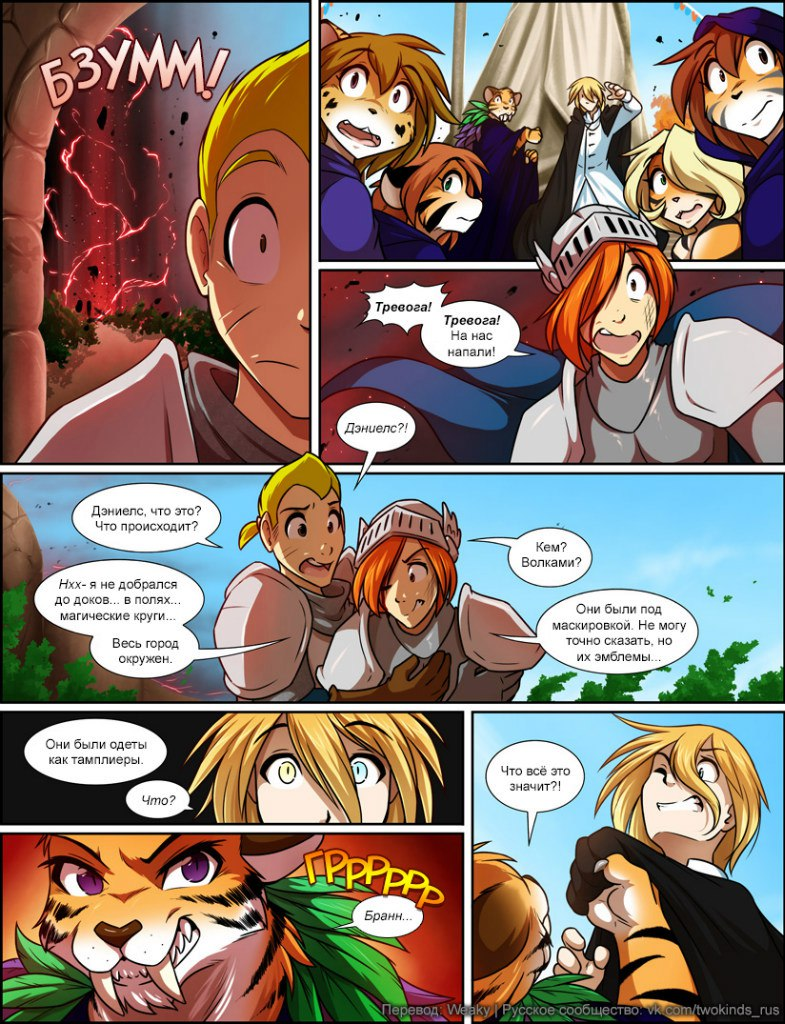 БЗУММ!
Тревога!
Тревога!
На нас
напали!
Дэниелс?!
Дэниелс, что это?
Что происходит?
Нхх- я не добрался
до доков... в полях...
магические круги...
Весь город
окружен.
Кем?
Волками?
Они были под
маскировкой. Не могу
точно сказать, но
их эмблемы...
Они были одеты
как тамплиеры.
Что?
Что всё это
значит?!
ГРРРРРР
Бранн...
Перевод: Weaky | Русское сообщество: vk.com/twokinds_rus